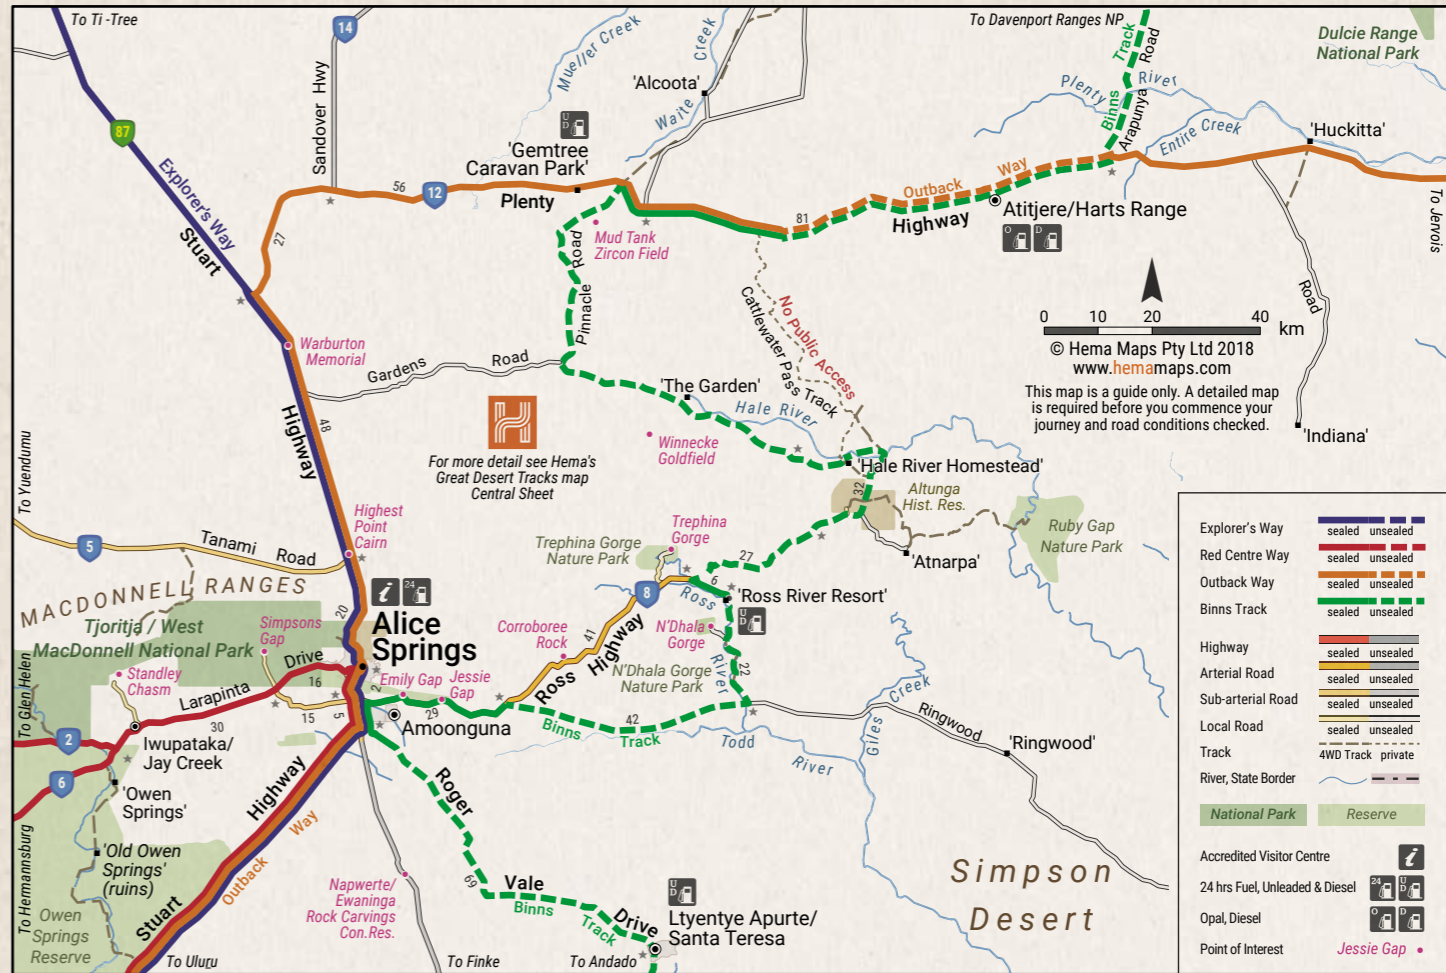 To Ti -Tree
14
Sandover Hwy
Mueller Creek
'Alcoota'
Waite Creek
To Davenport Ranges NP
Binns Track
Arapunya Road
Plenty River
Dulcie Range
National Park
87
Explorer's Way
Stuart
U
D
'Gemtree
Caravan Park'
56
12
Plenty
27
Entire Creek
'Huckitta'
Outback Way
81
Highway
Atitjere/Harts Range
O
D
To Jervois
Mud Tank
Zircon Field
Pinnacle Road
Cattlewater Pass Track
No Public Access
Road
0 10 20 40 km
© Hema Maps Pty Ltd 2018
www.hemamaps.com
This map is a guide only. A detailed map
is required before you commence your
journey and road conditions checked.
'Indiana'
Warburton
Memorial
Gardens Road
'The Garden'
Hale River
Highway
48
H
For more detail see Hema's
Great Desert Tracks map
Central Sheet
Winnecke
Goldfield
'Hale River Homestead'
32
Altunga
Hist. Res.
Ruby Gap
Nature Park
To Yuendumu
5
Tanami Road
Highest
Point
Cairn
MACDONNELL RANGES
Trephina
Gorge
Trephina Gorge
Nature Park
27
'Atnarpa'
6
8
Ross
'Ross River Resort'
U
D
20
i
24
Alice
Springs
Tjoritja / West
MacDonnell National Park
Simpsons
Gap
Standley
Chasm
Drive
16
Larapinta
30
15
5
2
Corroboree
Rock
41
Ross Highway
N'Dhala
Gorge
N'Dhala Gorge
Nature Park
River
22
Emily Gap
Jessie
Gap
29
Amoonguna
42
Binns Track
Todd River
Giles Creek
Ringwood
'Ringwood'
To Glen Helen
2
6
Iwupataka/
Jay Creek
'Owen
Springs'
'Old Owen
Springs'
(ruins)
Owen
Springs
Reserve
To Hermannsburg
Highway
Stuart
Outback Way
To Uluru
Napwerte/
Ewaninga
Rock Carvings
Con.Res.
To Finke
Roger
69
Vale
Binns
Track
Drive
U
D
Ltyentye Apurte/
Santa Teresa
To Andado
Simpson
Desert
Explorer's Way sealed unsealed
Red Centre Way sealed unsealed
Outback Way sealed unsealed
Binns Track sealed unsealed
Highway sealed unsealed
Arterial Road sealed unsealed
Sub-arterial Road sealed unsealed
Local Road sealed unsealed
Track 4WD Track private
River, State Border
National Park Reserve
Accredited Visitor Centre i
24 hrs Fuel, Unleaded & Diesel 24 U D
Opal, Diesel O D
Point of Interest Jessie Gap